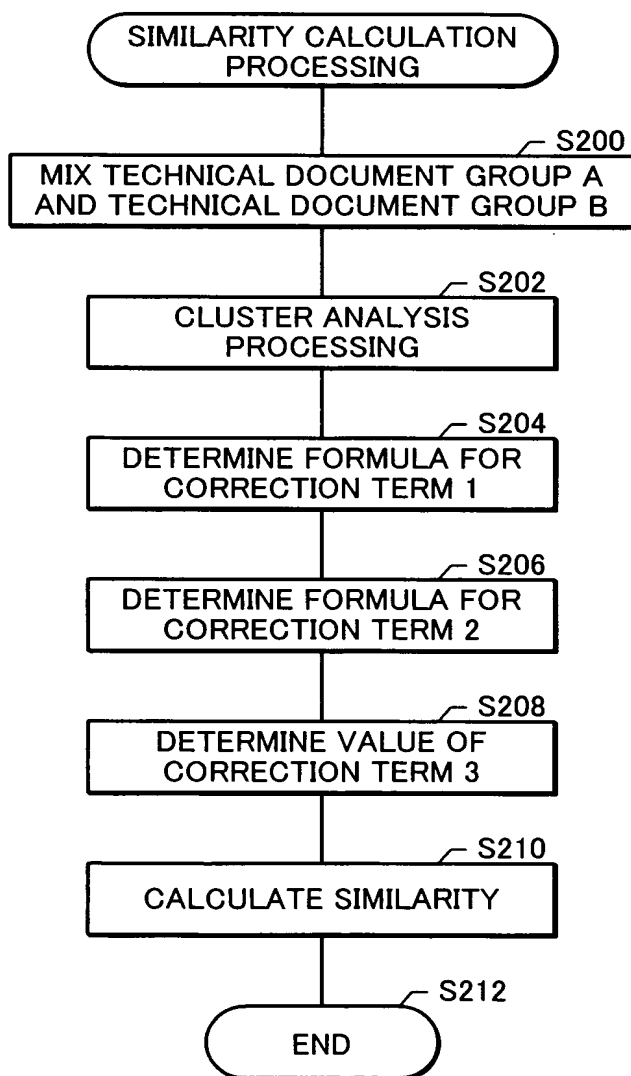 SIMILARITY CALCULATION
PROCESSING
S200
MIX TECHNICAL DOCUMENT GROUP A
AND TECHNICAL DOCUMENT GROUP B
S202
CLUSTER ANALYSIS
PROCESSING
S204
DETERMINE FORMULA FOR
CORRECTION TERM 1
S206
DETERMINE FORMULA FOR
CORRECTION TERM 2
S208
DETERMINE VALUE OF
CORRECTION TERM 3
S210
CALCULATE SIMILARITY
S212
END